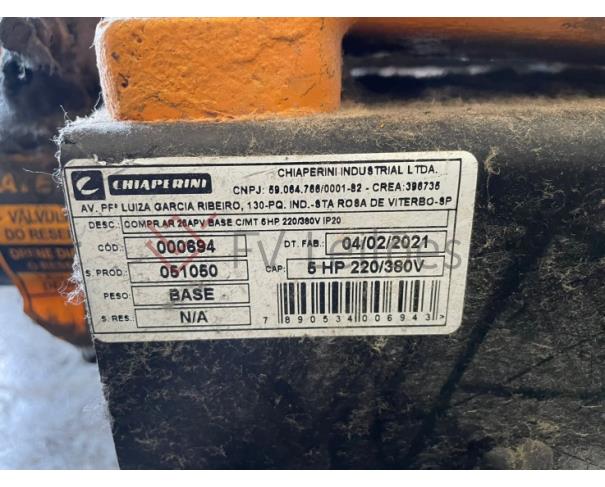 CHIAPERINI
CHIAPERINI INDUSTRIAL LTDA.
CNPJ: 59.064.766/0001-82 - CREA:396735
AV. PFª LUIZA GARCIA RIBEIRO, 130-PQ. IND.-STA ROSA DE VITERBO-SP
DESC.: COMPR.AR 26APV BASE C/MT 5HP 220/380V IP20
CÓD.: 000694
DT. FAB.: 04/02/2021
S. PROD.: 051050
CAP.: 5 HP 220/380V
PESO: BASE
S. RES.: N/A
7 890534 006943>
VÁLVUL
DO RESE
DRENE DIA